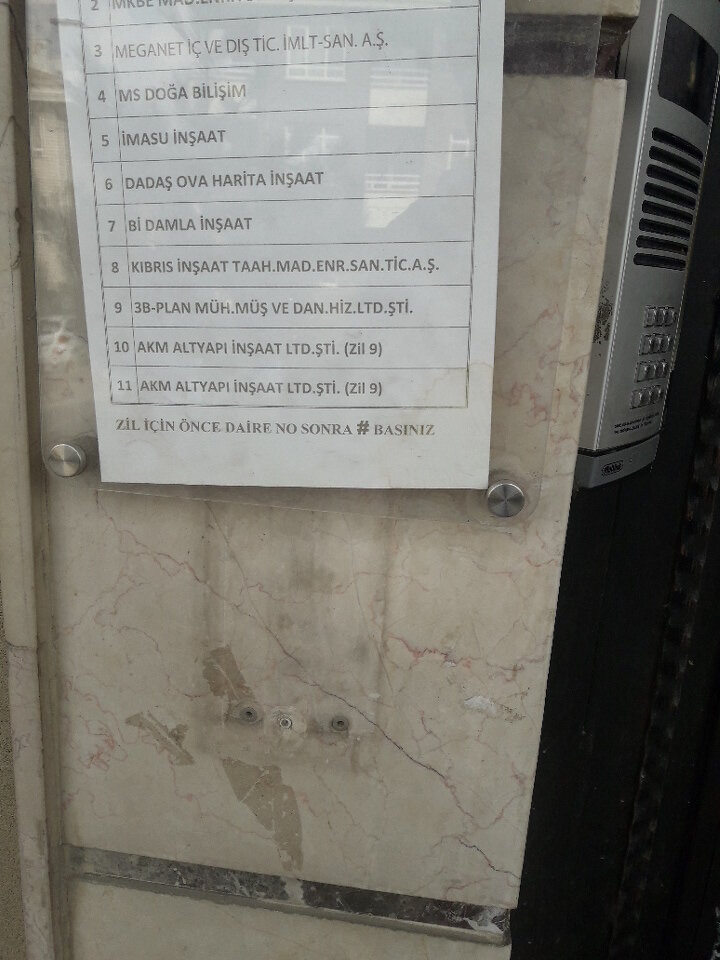 2 MKBE MAD.
3 MEGANET İÇ VE DIŞ TİC. İMLT-SAN. A.Ş.
4 MS DOĞA BİLİŞİM
5 İMASU İNŞAAT
6 DADAŞ OVA HARİTA İNŞAAT
7 Bİ DAMLA İNŞAAT
8 KIBRIS İNŞAAT TAAH.MAD.ENR.SAN.TİC.A.Ş.
9 3B-PLAN MÜH.MÜŞ VE DAN.HİZ.LTD.ŞTİ.
10 AKM ALTYAPI İNŞAAT LTD.ŞTİ. (Zil 9)
11 AKM ALTYAPI İNŞAAT LTD.ŞTİ. (Zil 9)
ZİL İÇİN ÖNCE DAİRE NO SONRA # BASINIZ